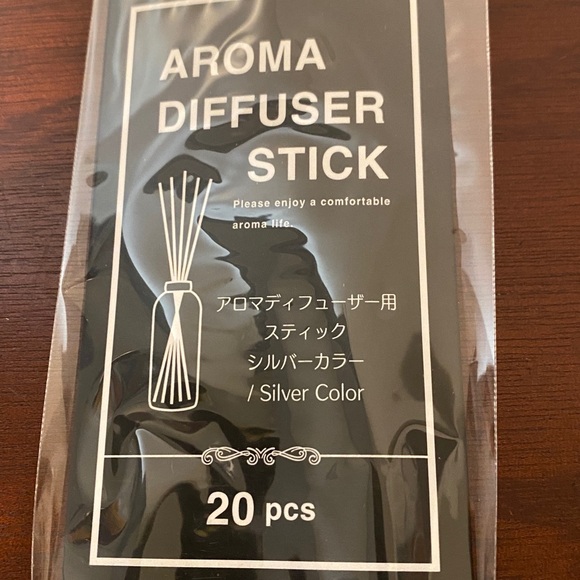 AROMA
DIFFUSER
STICK
Please enjoy a comfortable
aroma life.
アロマディフューザー用
スティック
シルバーカラー
/ Silver Color
20 pcs